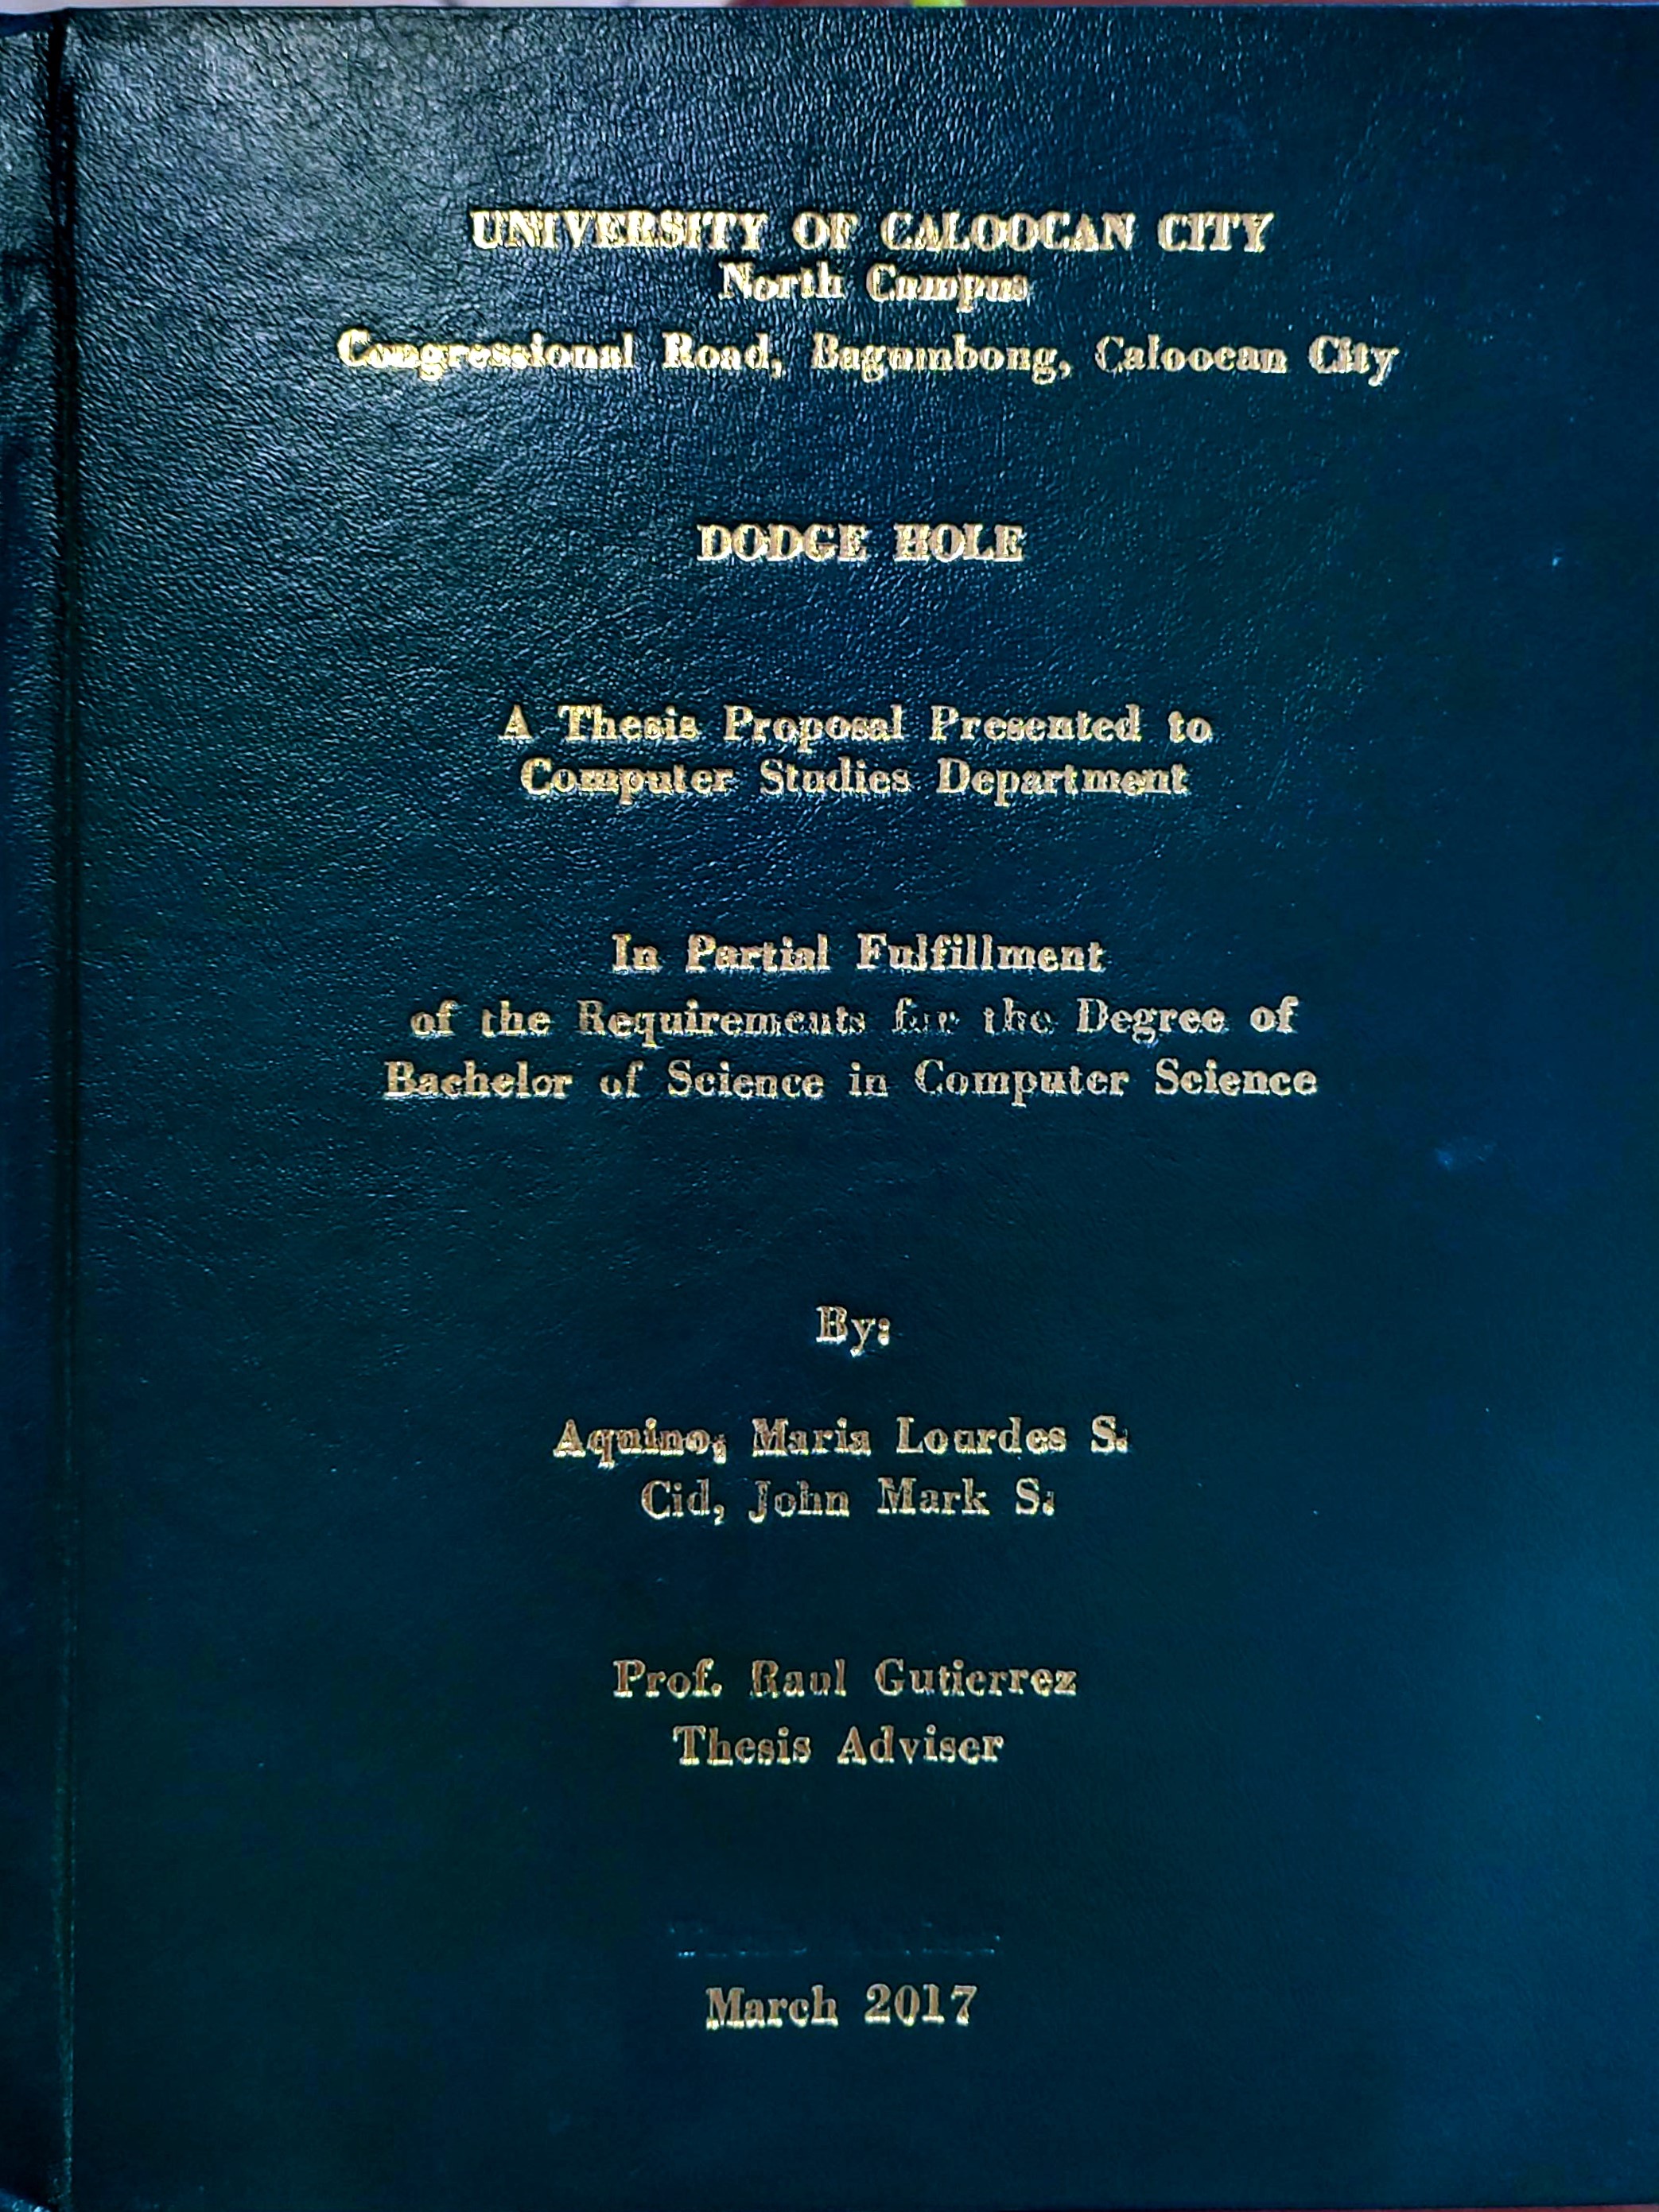 UNIVERSITY OF CALOOCAN CITY
North Campus
Congressional Road, Bagumbong, Caloocan City
DODGE HOLE
A Thesis Proposal Presented to
Computer Studies Department
In Partial Fulfillment
of the Requirements for the Degree of
Bachelor of Science in Computer Science
By:
Aquino, Maria Lourdes S.
Cid, John Mark S.
Prof. Raul Gutierrez
Thesis Adviser
March 2017